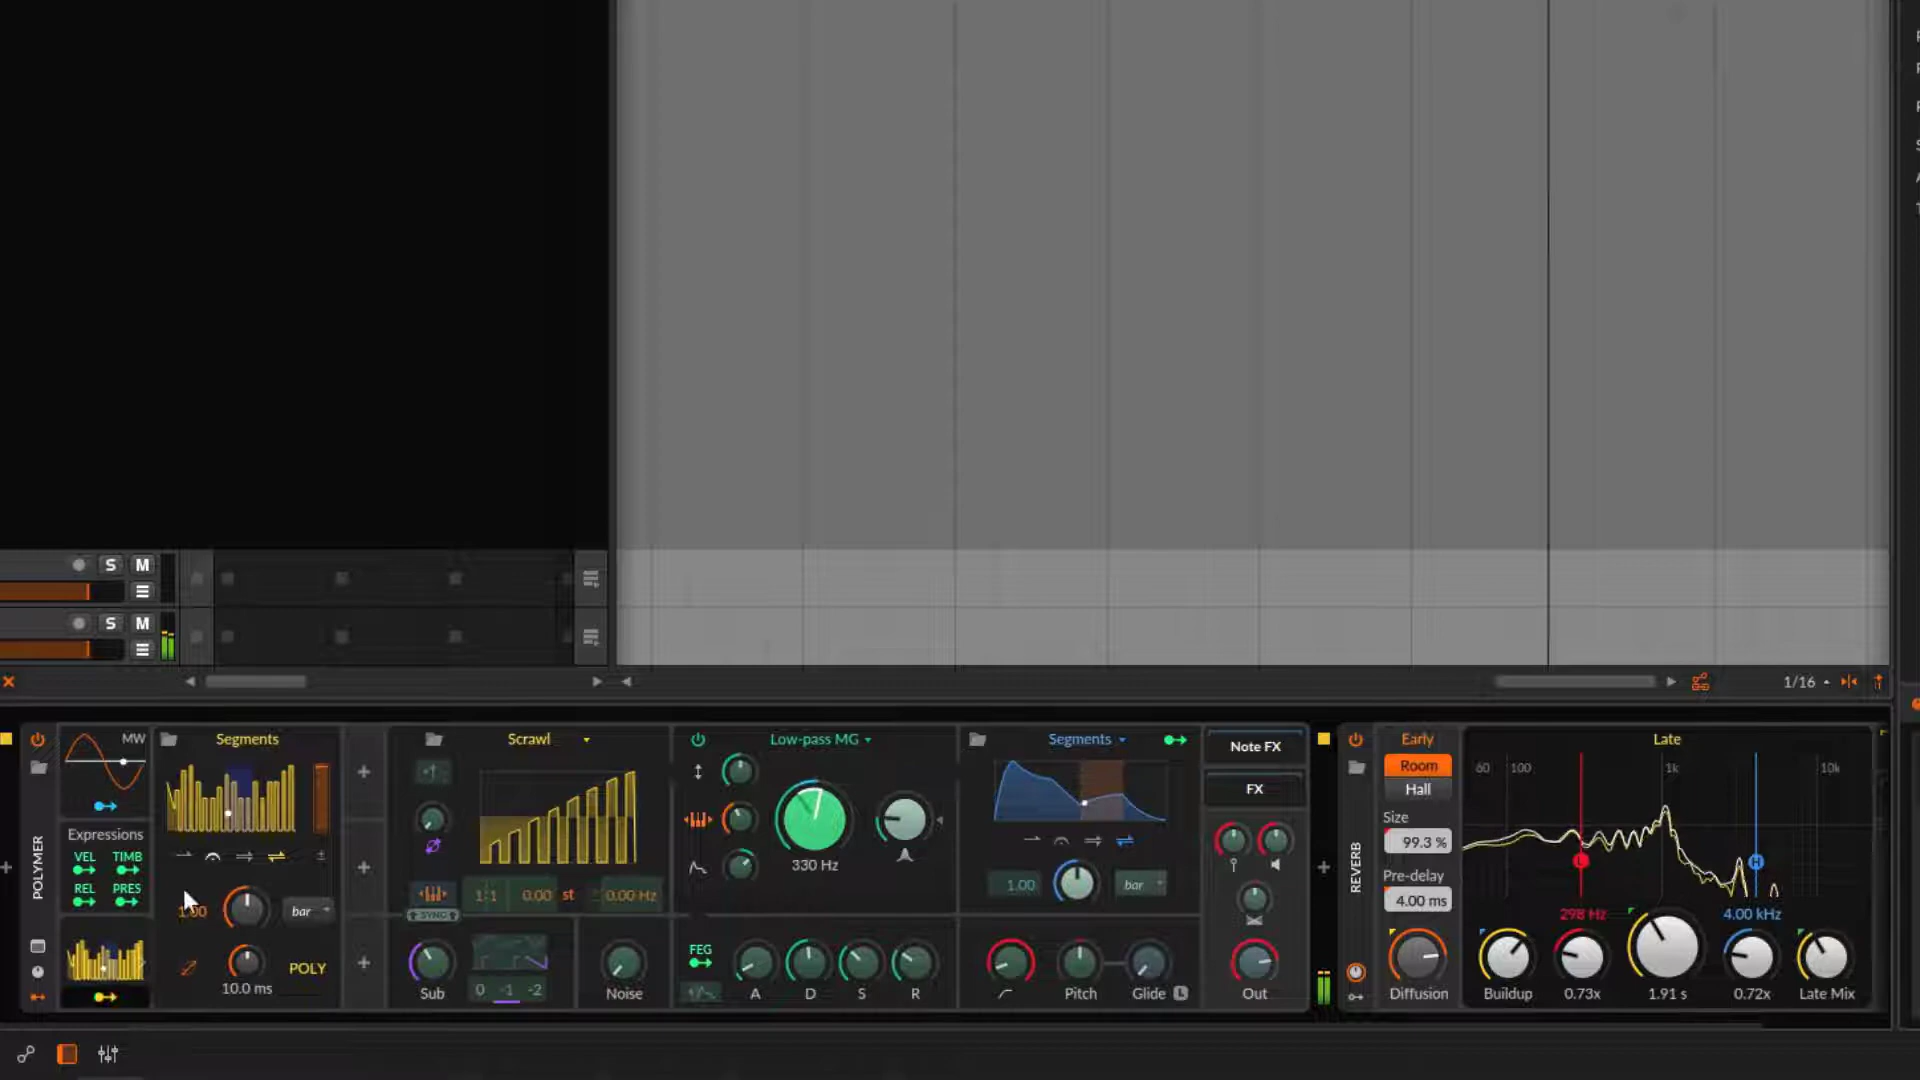 S M
S M
1/16
POLYMER
MW
Expressions
VEL TIMB
REL PRES
Segments
1.00
bar
10.0 ms
POLY
Scrawl
1:1
0.00 st
0.00 Hz
SYNC
Sub
0 -1 -2
Noise
Low-pass MG
330 Hz
FEG
A D S R
Segments
1.00
bar
Pitch
Glide L
Note FX
FX
Out
REVERB
Early
Room
Hall
Size
99.3 %
Pre-delay
4.00 ms
Diffusion
Late
60 100 1k 10k
L H
298 Hz
4.00 kHz
Buildup 0.73x 1.91 s 0.72x Late Mix